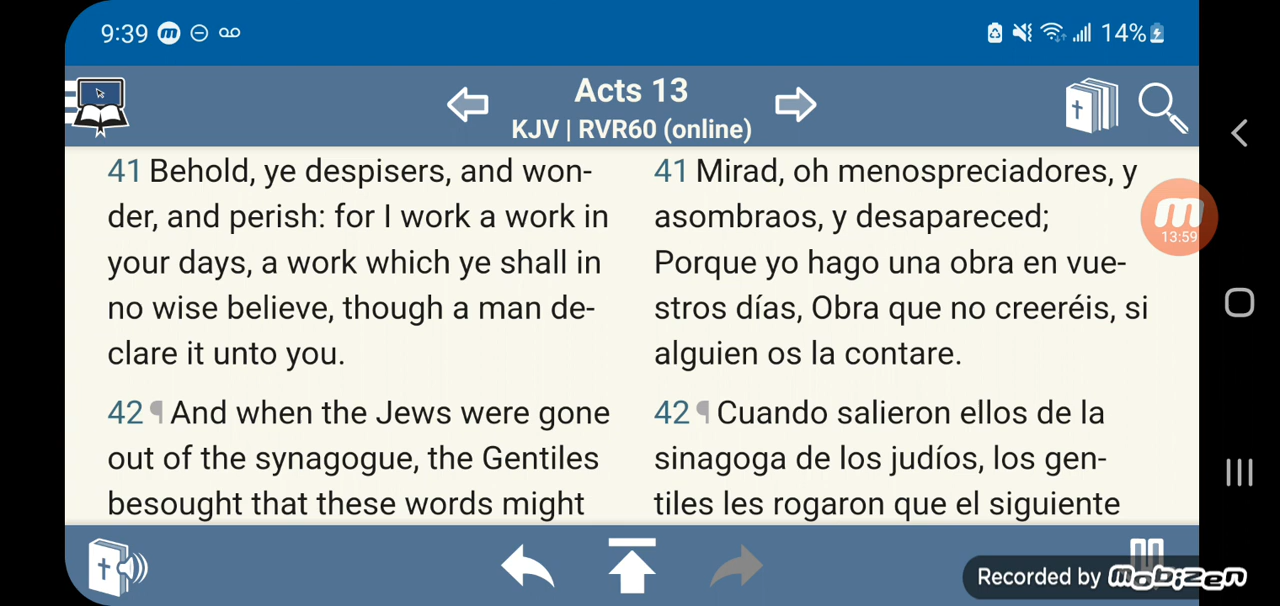 9:39
14%
Acts 13
KJV | RVR60 (online)
41 Behold, ye despisers, and won-
der, and perish: for I work a work in
your days, a work which ye shall in
no wise believe, though a man de-
clare it unto you.
42 ¶ And when the Jews were gone
out of the synagogue, the Gentiles
besought that these words might
41 Mirad, oh menospreciadores, y
asombraos, y desapareced;
Porque yo hago una obra en vue-
stros días, Obra que no creeréis, si
alguien os la contare.
42 ¶ Cuando salieron ellos de la
sinagoga de los judíos, los gen-
tiles les rogaron que el siguiente
13:59
Recorded by Mobizen